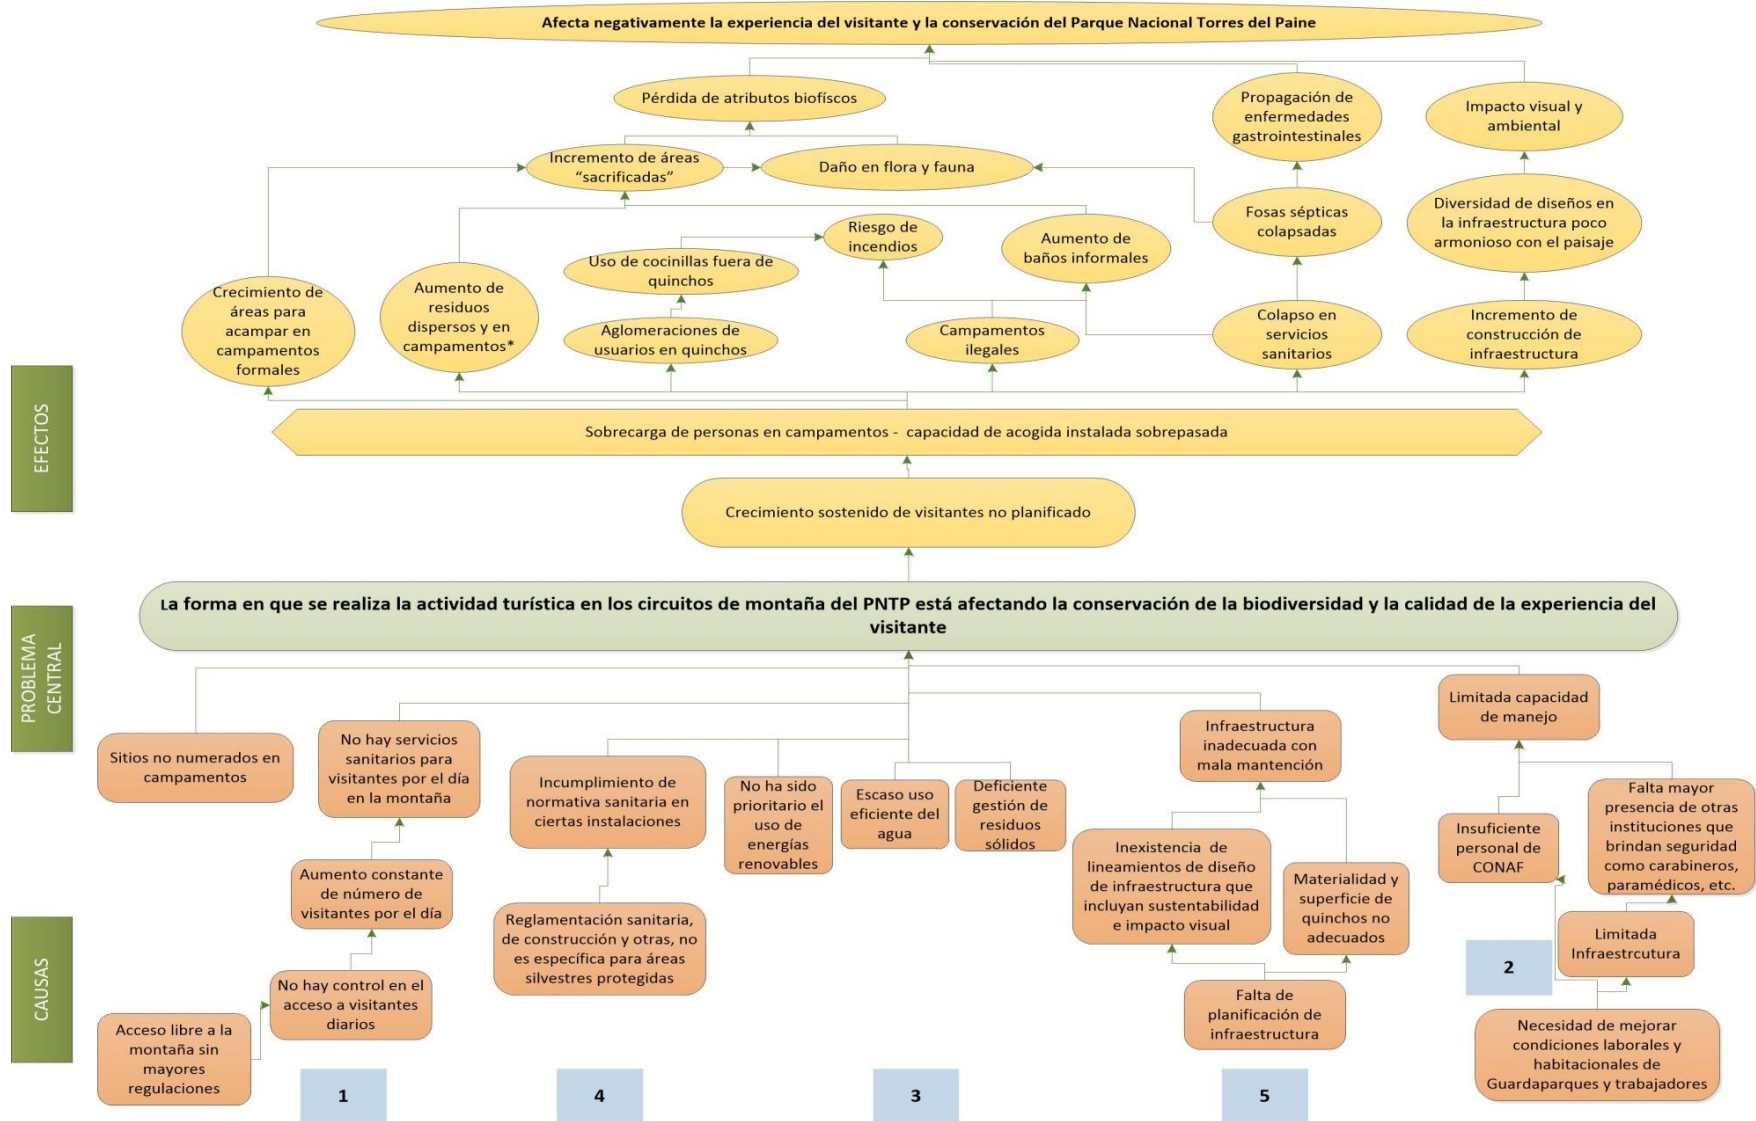 Afecta negativamente la experiencia del visitante y la conservación del Parque Nacional Torres del Paine
Pérdida de atributos biofíscos
Propagación de
enfermedades
gastrointestinales
Impacto visual y
ambiental
Incremento de áreas
“sacrificadas”
Daño en flora y fauna
Fosas sépticas
colapsadas
Diversidad de diseños en
la infraestructura poco
armonioso con el paisaje
Riesgo de
incendios
Aumento de
baños informales
Uso de cocinillas fuera de
quinchos
Crecimiento de
áreas para
acampar en
campamentos
formales
Aumento de
residuos
dispersos y en
campamentos*
Aglomeraciones de
usuarios en quinchos
Campamentos
ilegales
Colapso en
servicios
sanitarios
Incremento de
construcción de
infraestructura
EFECTOS
Sobrecarga de personas en campamentos - capacidad de acogida instalada sobrepasada
Crecimiento sostenido de visitantes no planificado
PROBLEMA
CENTRAL
La forma en que se realiza la actividad turística en los circuitos de montaña del PNTP está afectando la conservación de la biodiversidad y la calidad de la experiencia del
visitante
Sitios no numerados en
campamentos
No hay servicios
sanitarios para
visitantes por el día
en la montaña
Incumplimiento de
normativa sanitaria en
ciertas instalaciones
No ha sido
prioritario el
uso de
energías
renovables
Escaso uso
eficiente del
agua
Deficiente
gestión de
residuos
sólidos
Infraestructura
inadecuada con
mala mantención
Limitada capacidad
de manejo
Insuficiente
personal de
CONAF
Falta mayor
presencia de otras
instituciones que
brindan seguridad
como carabineros,
paramédicos, etc.
Aumento constante
de número de
visitantes por el día
Inexistencia de
lineamientos de diseño
de infraestructura que
incluyan sustentabilidad
e impacto visual
Materialidad y
superficie de
quinchos no
adecuados
CAUSAS
Reglamentación sanitaria,
de construcción y otras, no
es específica para áreas
silvestres protegidas
Limitada
Infraestrcutura
2
No hay control en el
acceso a visitantes
diarios
Falta de
planificación de
infraestructura
Acceso libre a la
montaña sin
mayores
regulaciones
Necesidad de mejorar
condiciones laborales y
habitacionales de
Guardaparques y trabajadores
1
4
3
5